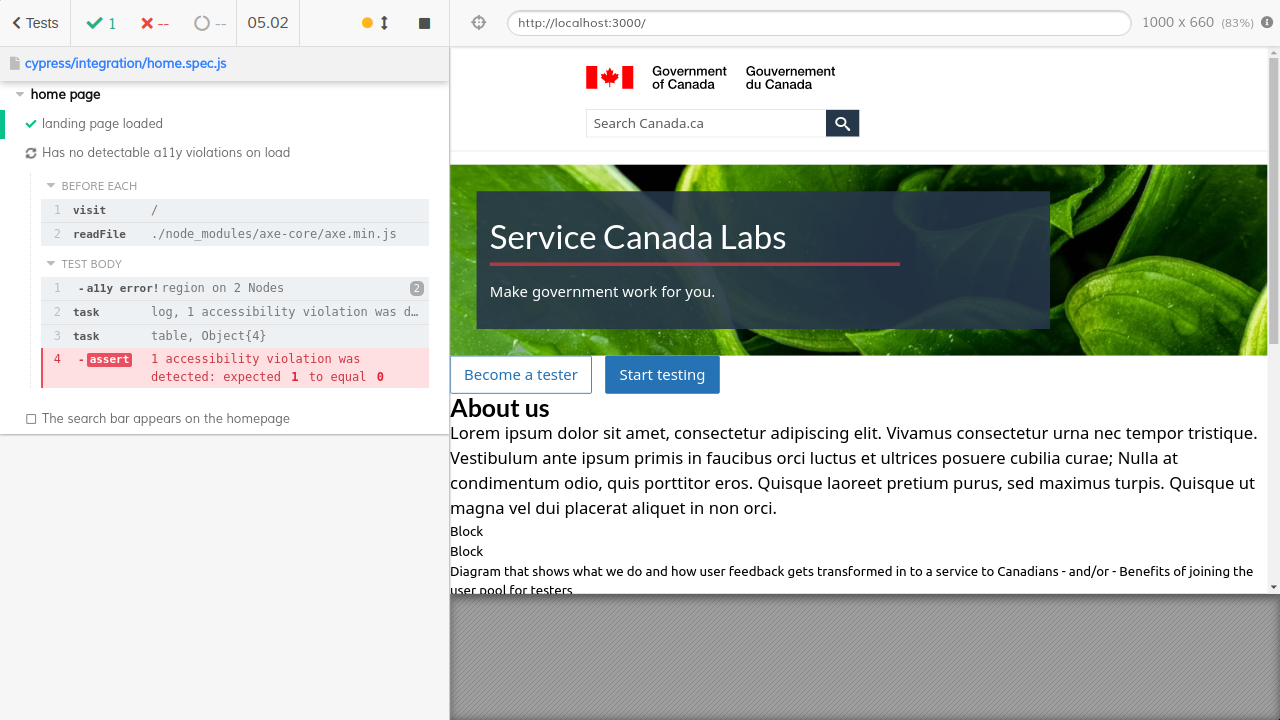 Tests
1
--
--
05.02
cypress/integration/home.spec.js
home page
landing page loaded
Has no detectable a11y violations on load
BEFORE EACH
1 visit /
2 readFile ./node_modules/axe-core/axe.min.js
TEST BODY
1 -a11y error! region on 2 Nodes 2
2 task log, 1 accessibility violation was d…
3 task table, Object{4}
4 -assert 1 accessibility violation was
detected: expected 1 to equal 0
The search bar appears on the homepage
http://localhost:3000/
1000 x 660 (83%)
Government
of Canada
Gouvernement
du Canada
Search Canada.ca
Service Canada Labs
Make government work for you.
Become a tester
Start testing
About us
Lorem ipsum dolor sit amet, consectetur adipiscing elit. Vivamus consectetur urna nec tempor tristique.
Vestibulum ante ipsum primis in faucibus orci luctus et ultrices posuere cubilia curae; Nulla at
condimentum odio, quis porttitor eros. Quisque laoreet pretium purus, sed maximus turpis. Quisque ut
magna vel dui placerat aliquet in non orci.
Block
Block
Diagram that shows what we do and how user feedback gets transformed in to a service to Canadians - and/or - Benefits of joining the
user pool for testers